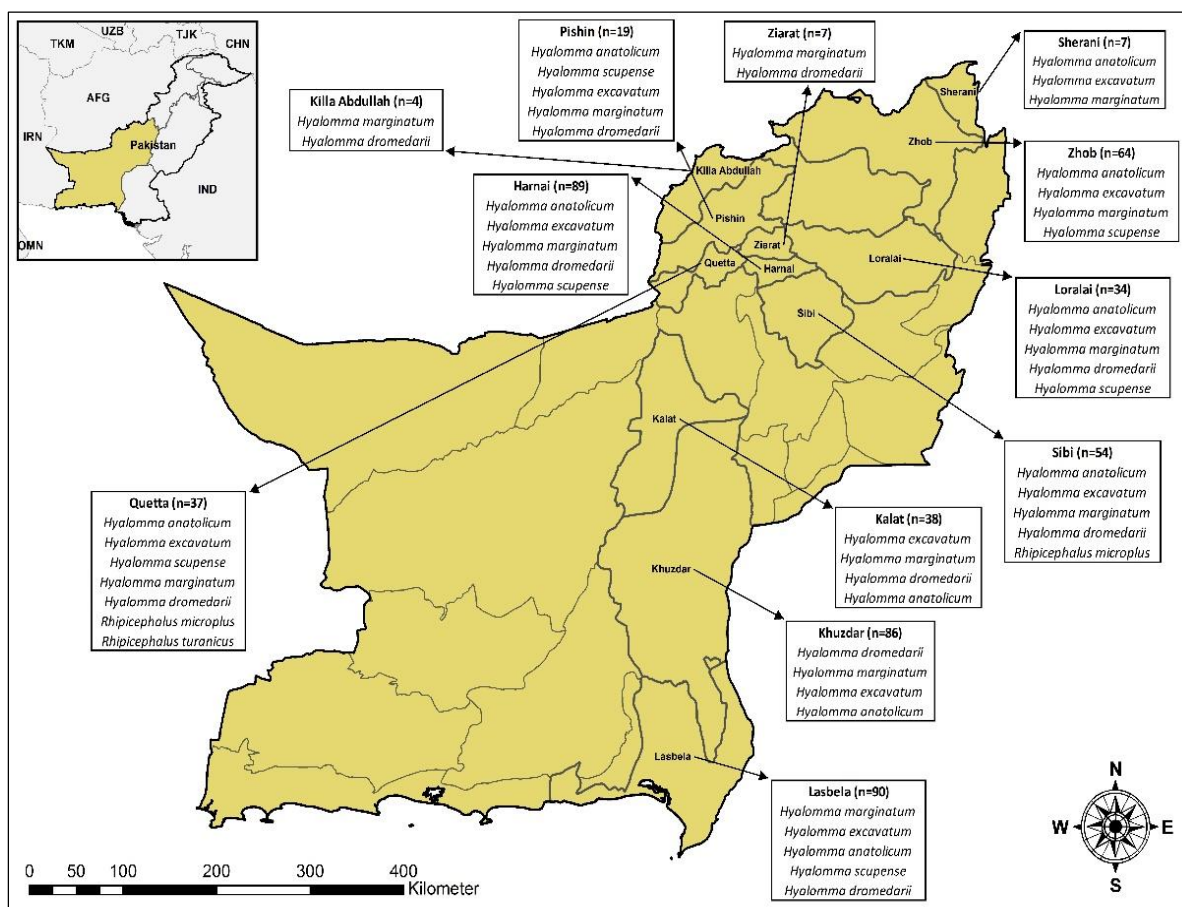 UZB
TJK
TKM
CHN
AFG
IRN
Pakistan
IND
OMN
Pishin (n=19)
Hyalomma anatolicum
Hyalomma scupense
Hyalomma excavatum
Hyalomma marginatum
Hyalomma dromedarii
Ziarat (n=7)
Hyalomma marginatum
Hyalomma dromedarii
Sherani (n=7)
Hyalomma anatolicum
Hyalomma excavatum
Hyalomma marginatum
Killa Abdullah (n=4)
Hyalomma marginatum
Hyalomma dromedarii
Harnai (n=89)
Hyalomma anatolicum
Hyalomma excavatum
Hyalomma marginatum
Hyalomma dromedarii
Hyalomma scupense
Zhob (n=64)
Hyalomma anatolicum
Hyalomma excavatum
Hyalomma marginatum
Hyalomma scupense
Sherani
Zhob
Killa Abdullah
Pishin
Ziarat
Quetta
Harnai
Loralai
Sibi
Kalat
Khuzdar
Lasbela
Loralai (n=34)
Hyalomma anatolicum
Hyalomma excavatum
Hyalomma marginatum
Hyalomma dromedarii
Hyalomma scupense
Sibi (n=54)
Hyalomma anatolicum
Hyalomma excavatum
Hyalomma marginatum
Hyalomma dromedarii
Rhipicephalus microplus
Quetta (n=37)
Hyalomma anatolicum
Hyalomma excavatum
Hyalomma scupense
Hyalomma marginatum
Hyalomma dromedarii
Rhipicephalus microplus
Rhipicephalus turanicus
Kalat (n=38)
Hyalomma excavatum
Hyalomma marginatum
Hyalomma dromedarii
Hyalomma anatolicum
Khuzdar (n=86)
Hyalomma dromedarii
Hyalomma marginatum
Hyalomma excavatum
Hyalomma anatolicum
Lasbela (n=90)
Hyalomma marginatum
Hyalomma excavatum
Hyalomma anatolicum
Hyalomma scupense
Hyalomma dromedarii
N
W E
S
0 50 100 200 300 400
Kilometer